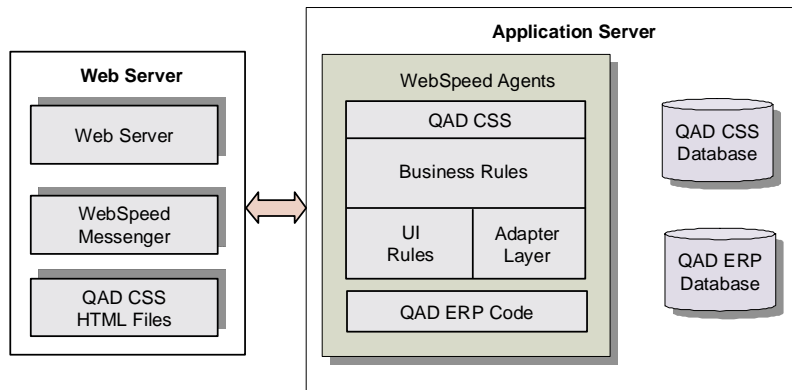 Application Server
Web Server
Web Server
WebSpeed
Messenger
QAD CSS
HTML Files
WebSpeed Agents
QAD CSS
Business Rules
UI
Rules
Adapter
Layer
QAD ERP Code
QAD CSS
Database
QAD ERP
Database